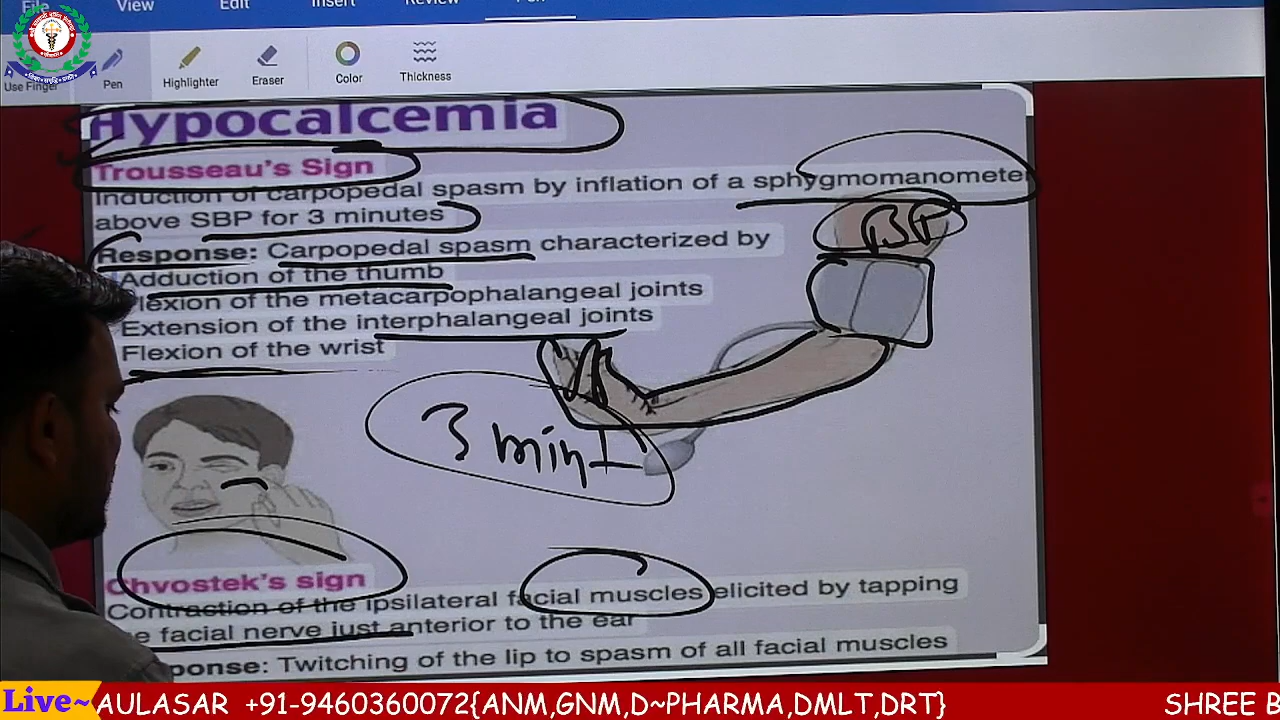 File View Edit Insert Review Pen
Use Finger Pen Highlighter Eraser Color Thickness
Hypocalcemia
Trousseau's Sign
Induction of carpopedal spasm by inflation of a sphygmomanometer
above SBP for 3 minutes
BP
Response: Carpopedal spasm characterized by
Adduction of the thumb
Flexion of the metacarpophalangeal joints
Extension of the interphalangeal joints
Flexion of the wrist
3 mint
Chvostek's sign
Contraction of the ipsilateral facial muscles elicited by tapping
the facial nerve just anterior to the ear
Response: Twitching of the lip to spasm of all facial muscles
Live~ AULASAR +91-9460360072{ANM,GNM,D~PHARMA,DMLT,DRT} SHREE B